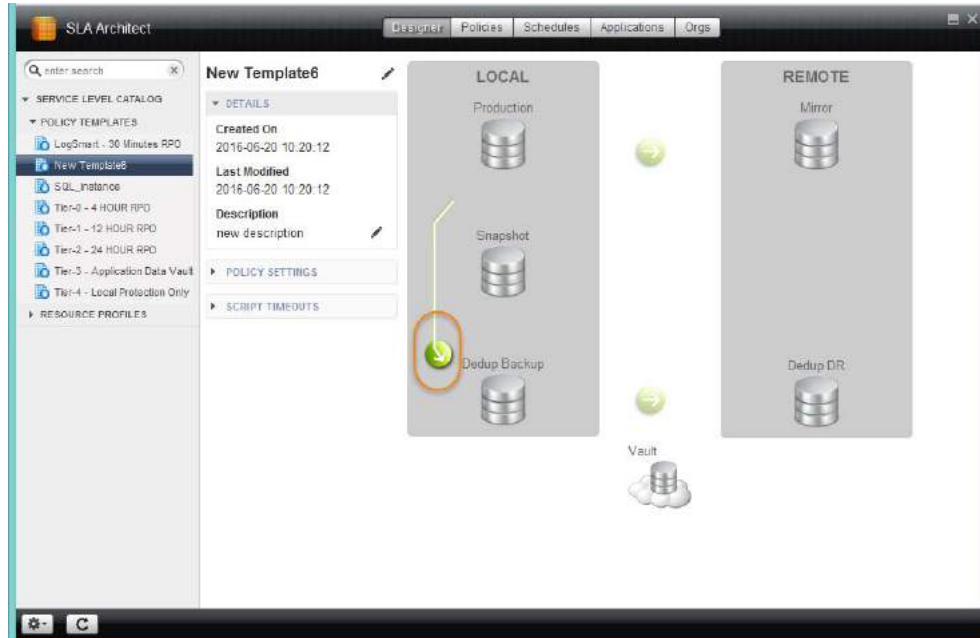 SLA Architect
Designer Policies Schedules Applications Orgs
enter search
SERVICE LEVEL CATALOG
POLICY TEMPLATES
LogSmart - 30 Minutes RPO
New Template6
SQL_Instance
Tier-0 - 4 HOUR RPO
Tier-1 - 12 HOUR RPO
Tier-2 - 24 HOUR RPO
Tier-3 - Application Data Vault
Tier-4 - Local Protection Only
RESOURCE PROFILES
New Template6
DETAILS
Created On
2016-06-20 10:20:12
Last Modified
2016-06-20 10:20:12
Description
new description
POLICY SETTINGS
SCRIPT TIMEOUTS
LOCAL
Production
Snapshot
Dedup Backup
REMOTE
Mirror
Dedup DR
Vault